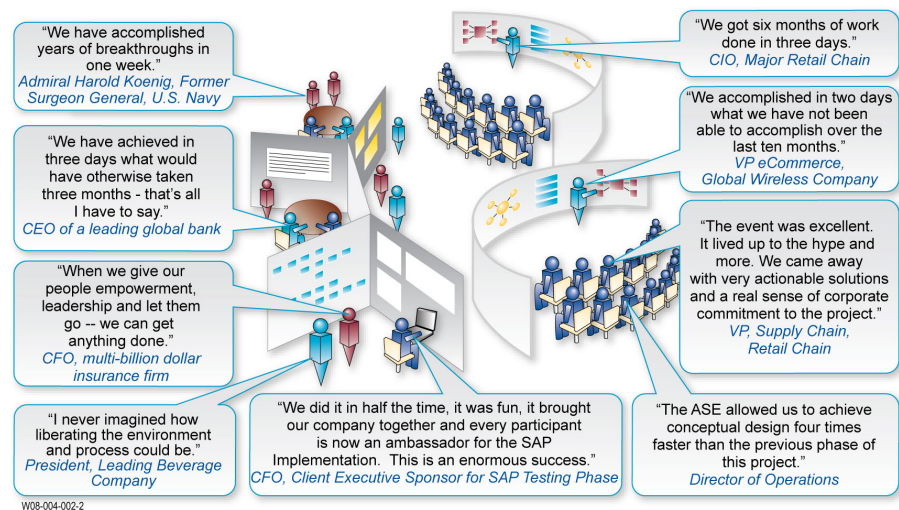 “We have accomplished
years of breakthroughs in
one week.”
Admiral Harold Koenig, Former
Surgeon General, U.S. Navy
“We have achieved in
three days what would
have otherwise taken
three months - that’s all
I have to say.”
CEO of a leading global bank
“When we give our
people empowerment,
leadership and let them
go -- we can get
anything done.”
CFO, multi-billion dollar
insurance firm
“I never imagined how
liberating the environment
and process could be.”
President, Leading Beverage
Company
“We did it in half the time, it was fun, it brought
our company together and every participant
is now an ambassador for the SAP
Implementation.  This is an enormous success.”
CFO, Client Executive Sponsor for SAP Testing Phase
“We got six months of work
done in three days.”
CIO, Major Retail Chain
“We accomplished in two days
what we have not been
able to accomplish over the
last ten months.”
VP eCommerce,
Global Wireless Company
“The event was excellent.
It lived up to the hype and
more. We came away
with very actionable solutions
and a real sense of corporate
commitment to the project.”
VP, Supply Chain,
Retail Chain
“The ASE allowed us to achieve
conceptual design four times
faster than the previous phase of
this project.”
Director of Operations
W08-004-002-2